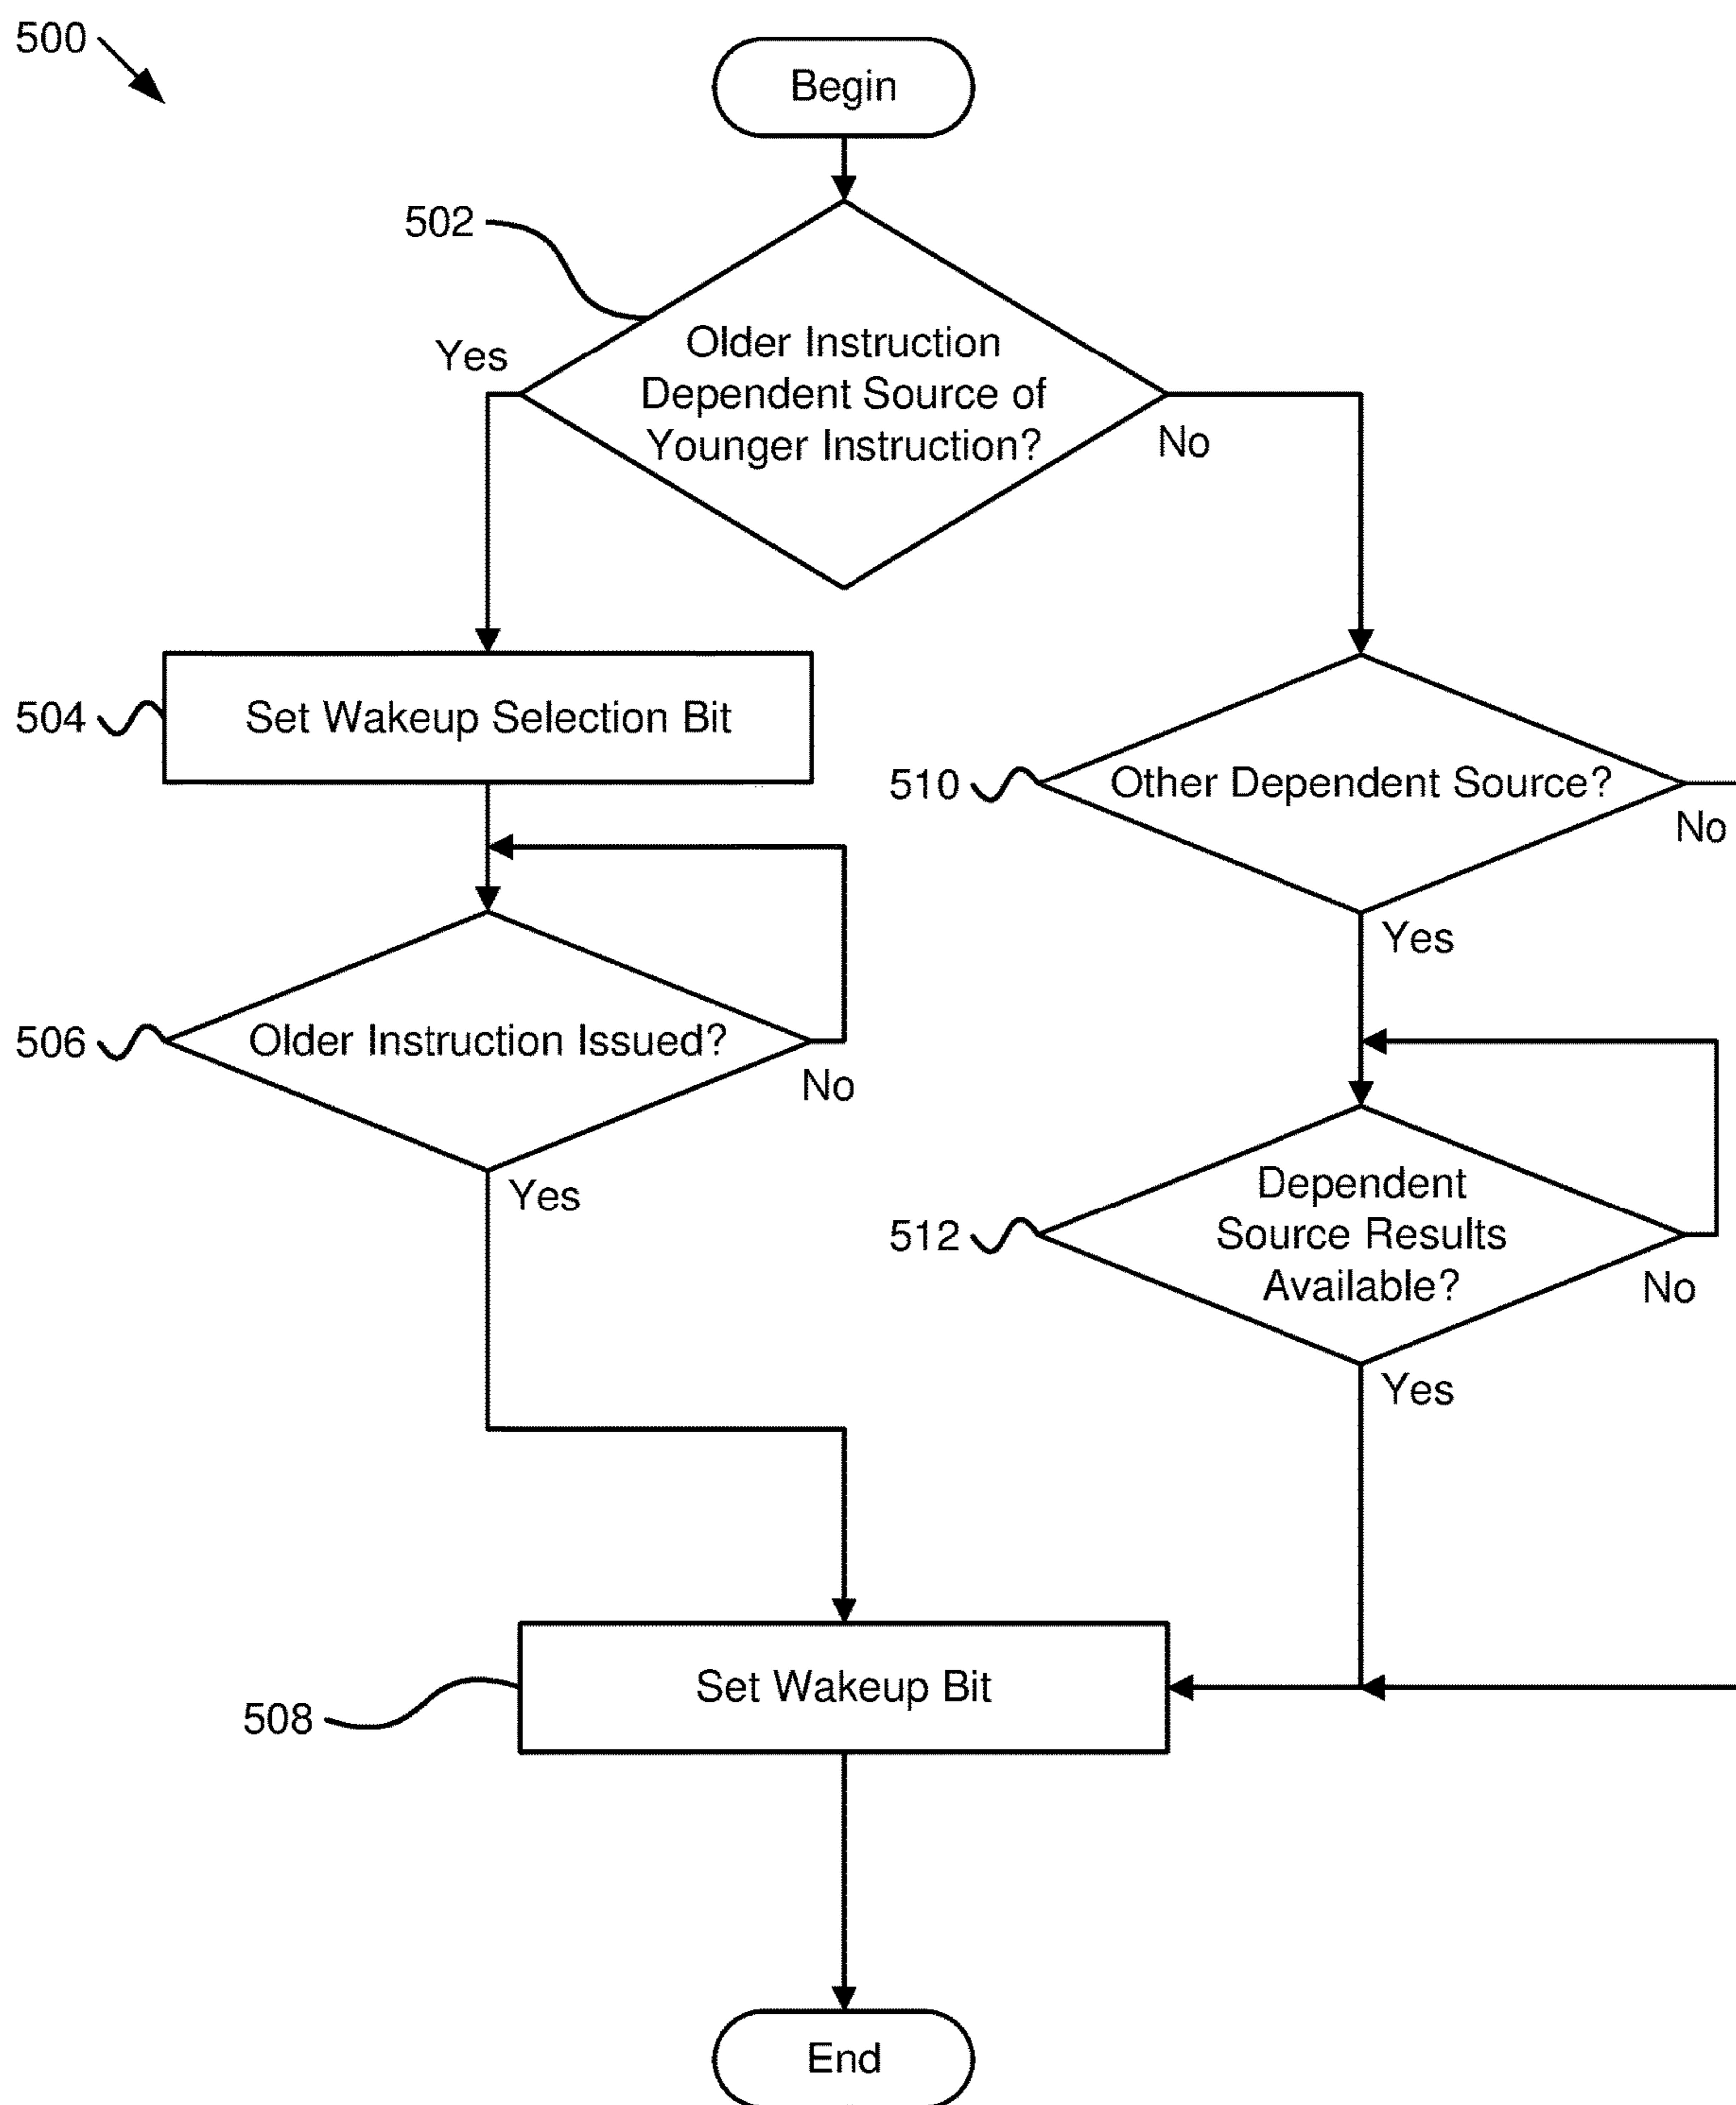 500
Begin
502
Older Instruction
Dependent Source of
Younger Instruction?
Yes
No
504
Set Wakeup Selection Bit
510
Other Dependent Source?
No
Yes
506
Older Instruction Issued?
No
Yes
512
Dependent
Source Results
Available?
No
Yes
508
Set Wakeup Bit
End